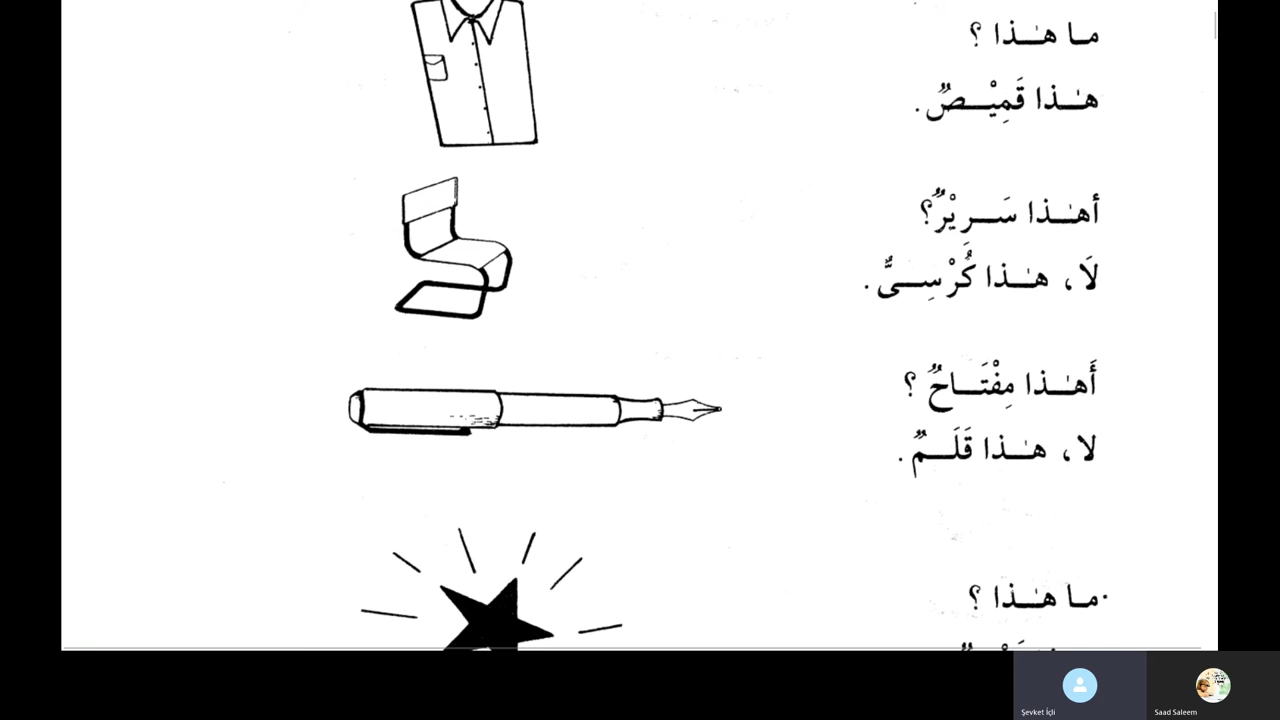 ما هٰذا ؟
هٰذا قَمِيْصٌ .
أهٰذا سَرِيْرٌ؟
لَا، هٰذا كُرْسِىٌّ .
أَهٰذا مِفْتَاحٌ ؟
لا، هٰذا قَلَمٌ .
ما هٰذا ؟
Şevket İçli
Saad Saleem